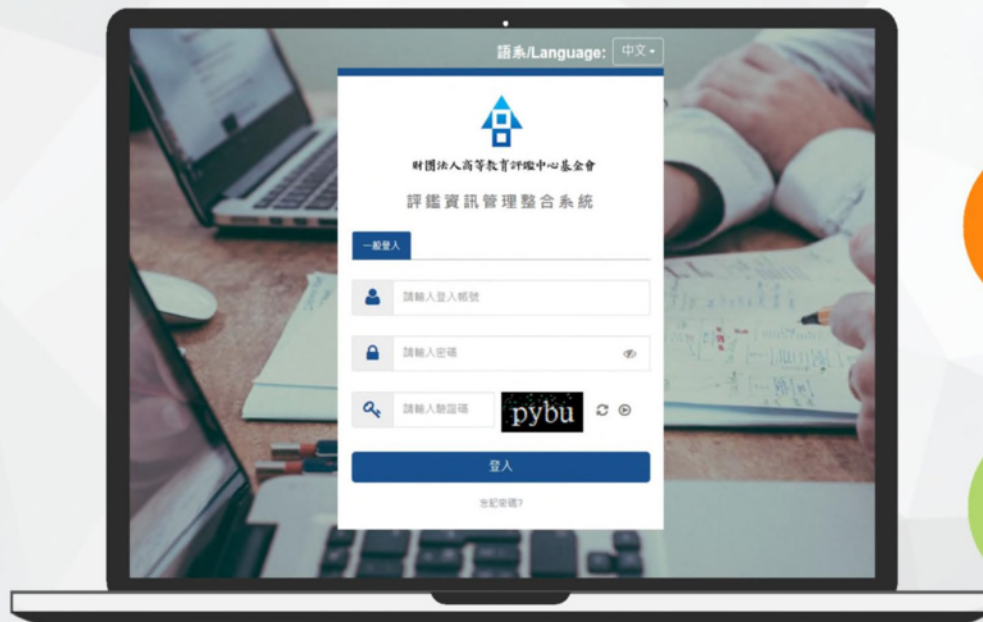 語系/Language: 中文
財團法人高等教育評鑑中心基金會
評鑑資訊管理整合系統
一般登入
請輸入登入帳號
請輸入密碼
請輸入驗證碼 pybu
登入
忘記密碼?